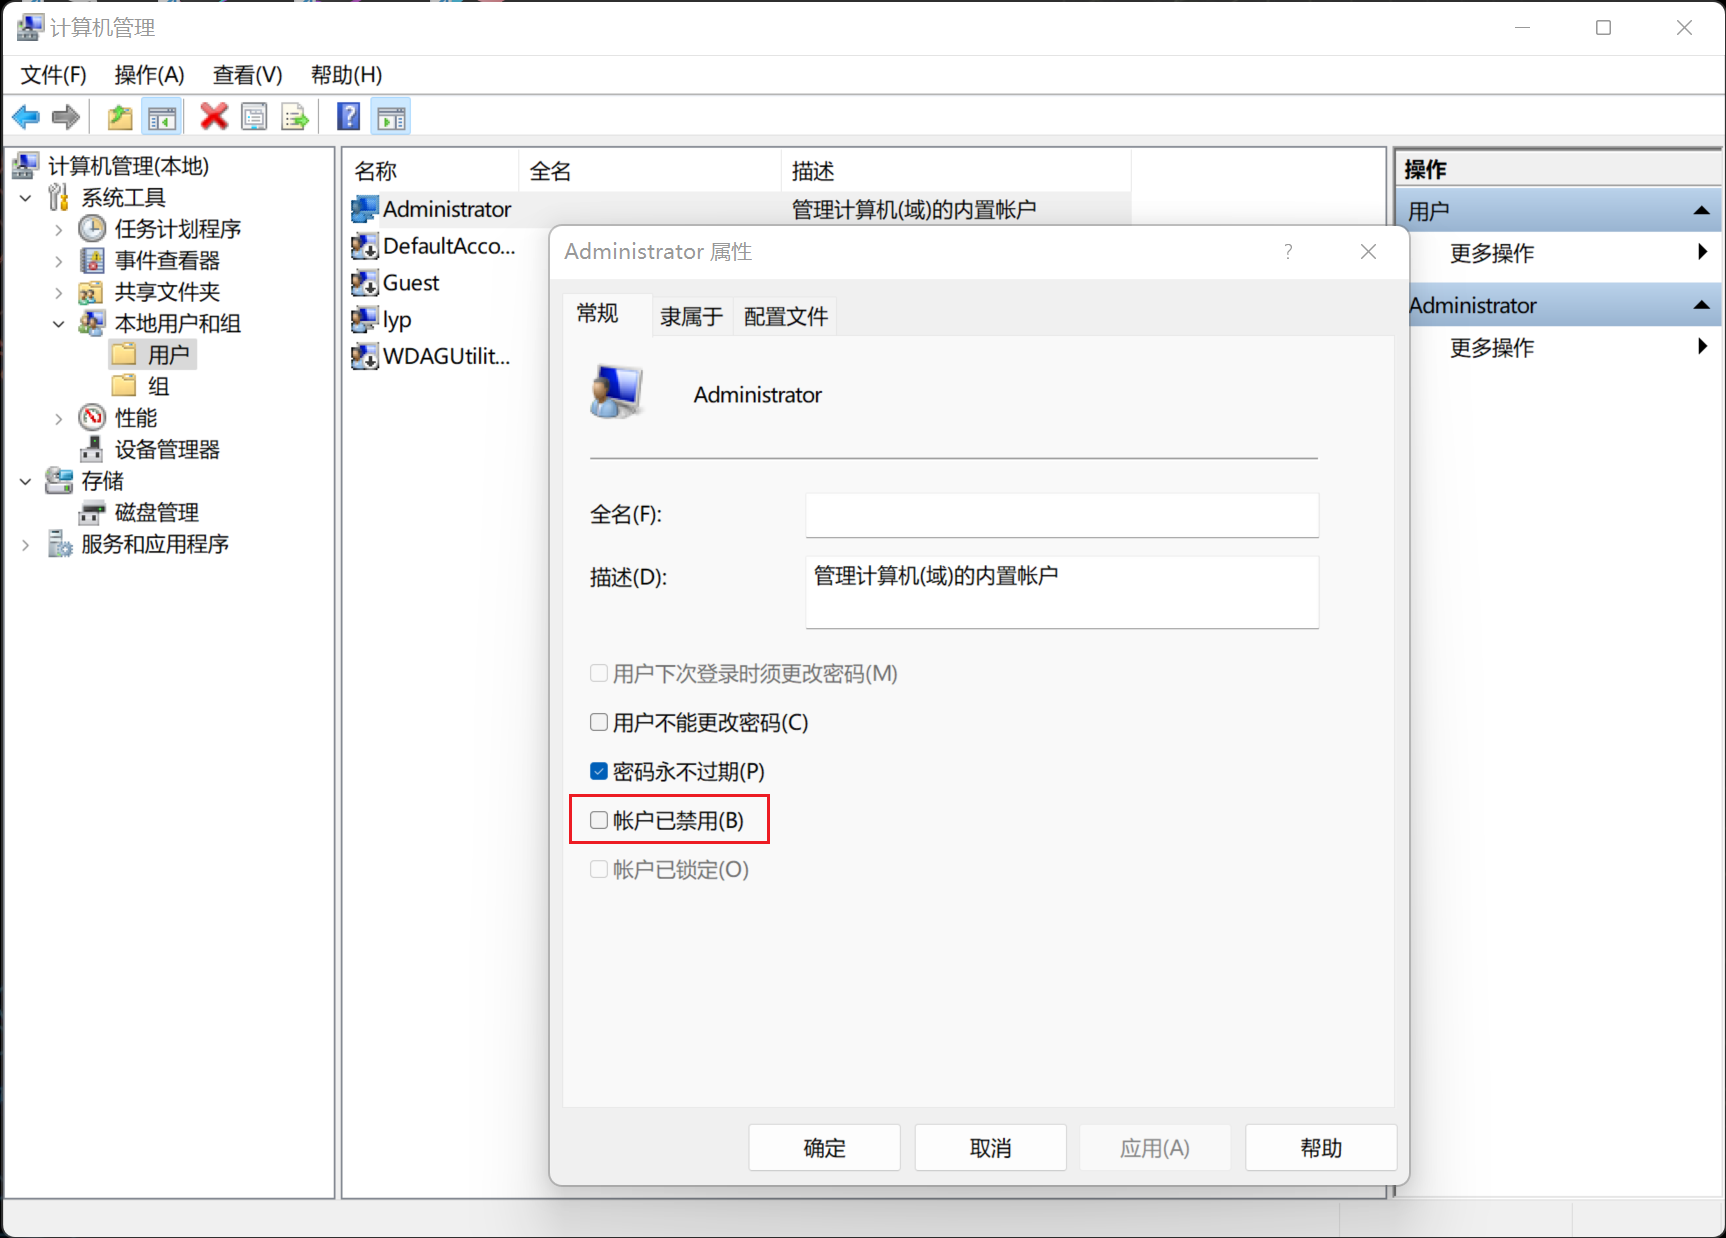 计算机管理
文件(F) 操作(A) 查看(V) 帮助(H)
计算机管理(本地)
系统工具
任务计划程序
事件查看器
共享文件夹
本地用户和组
用户
组
性能
设备管理器
存储
磁盘管理
服务和应用程序
名称 全名 描述
Administrator 管理计算机(域)的内置帐户
DefaultAcco...
Guest
lyp
WDAGUtilit...
Administrator 属性
常规 隶属于 配置文件
Administrator
全名(F):
描述(D): 管理计算机(域)的内置帐户
用户下次登录时须更改密码(M)
用户不能更改密码(C)
密码永不过期(P)
帐户已禁用(B)
帐户已锁定(O)
确定 取消 应用(A) 帮助
操作
用户
更多操作
Administrator
更多操作